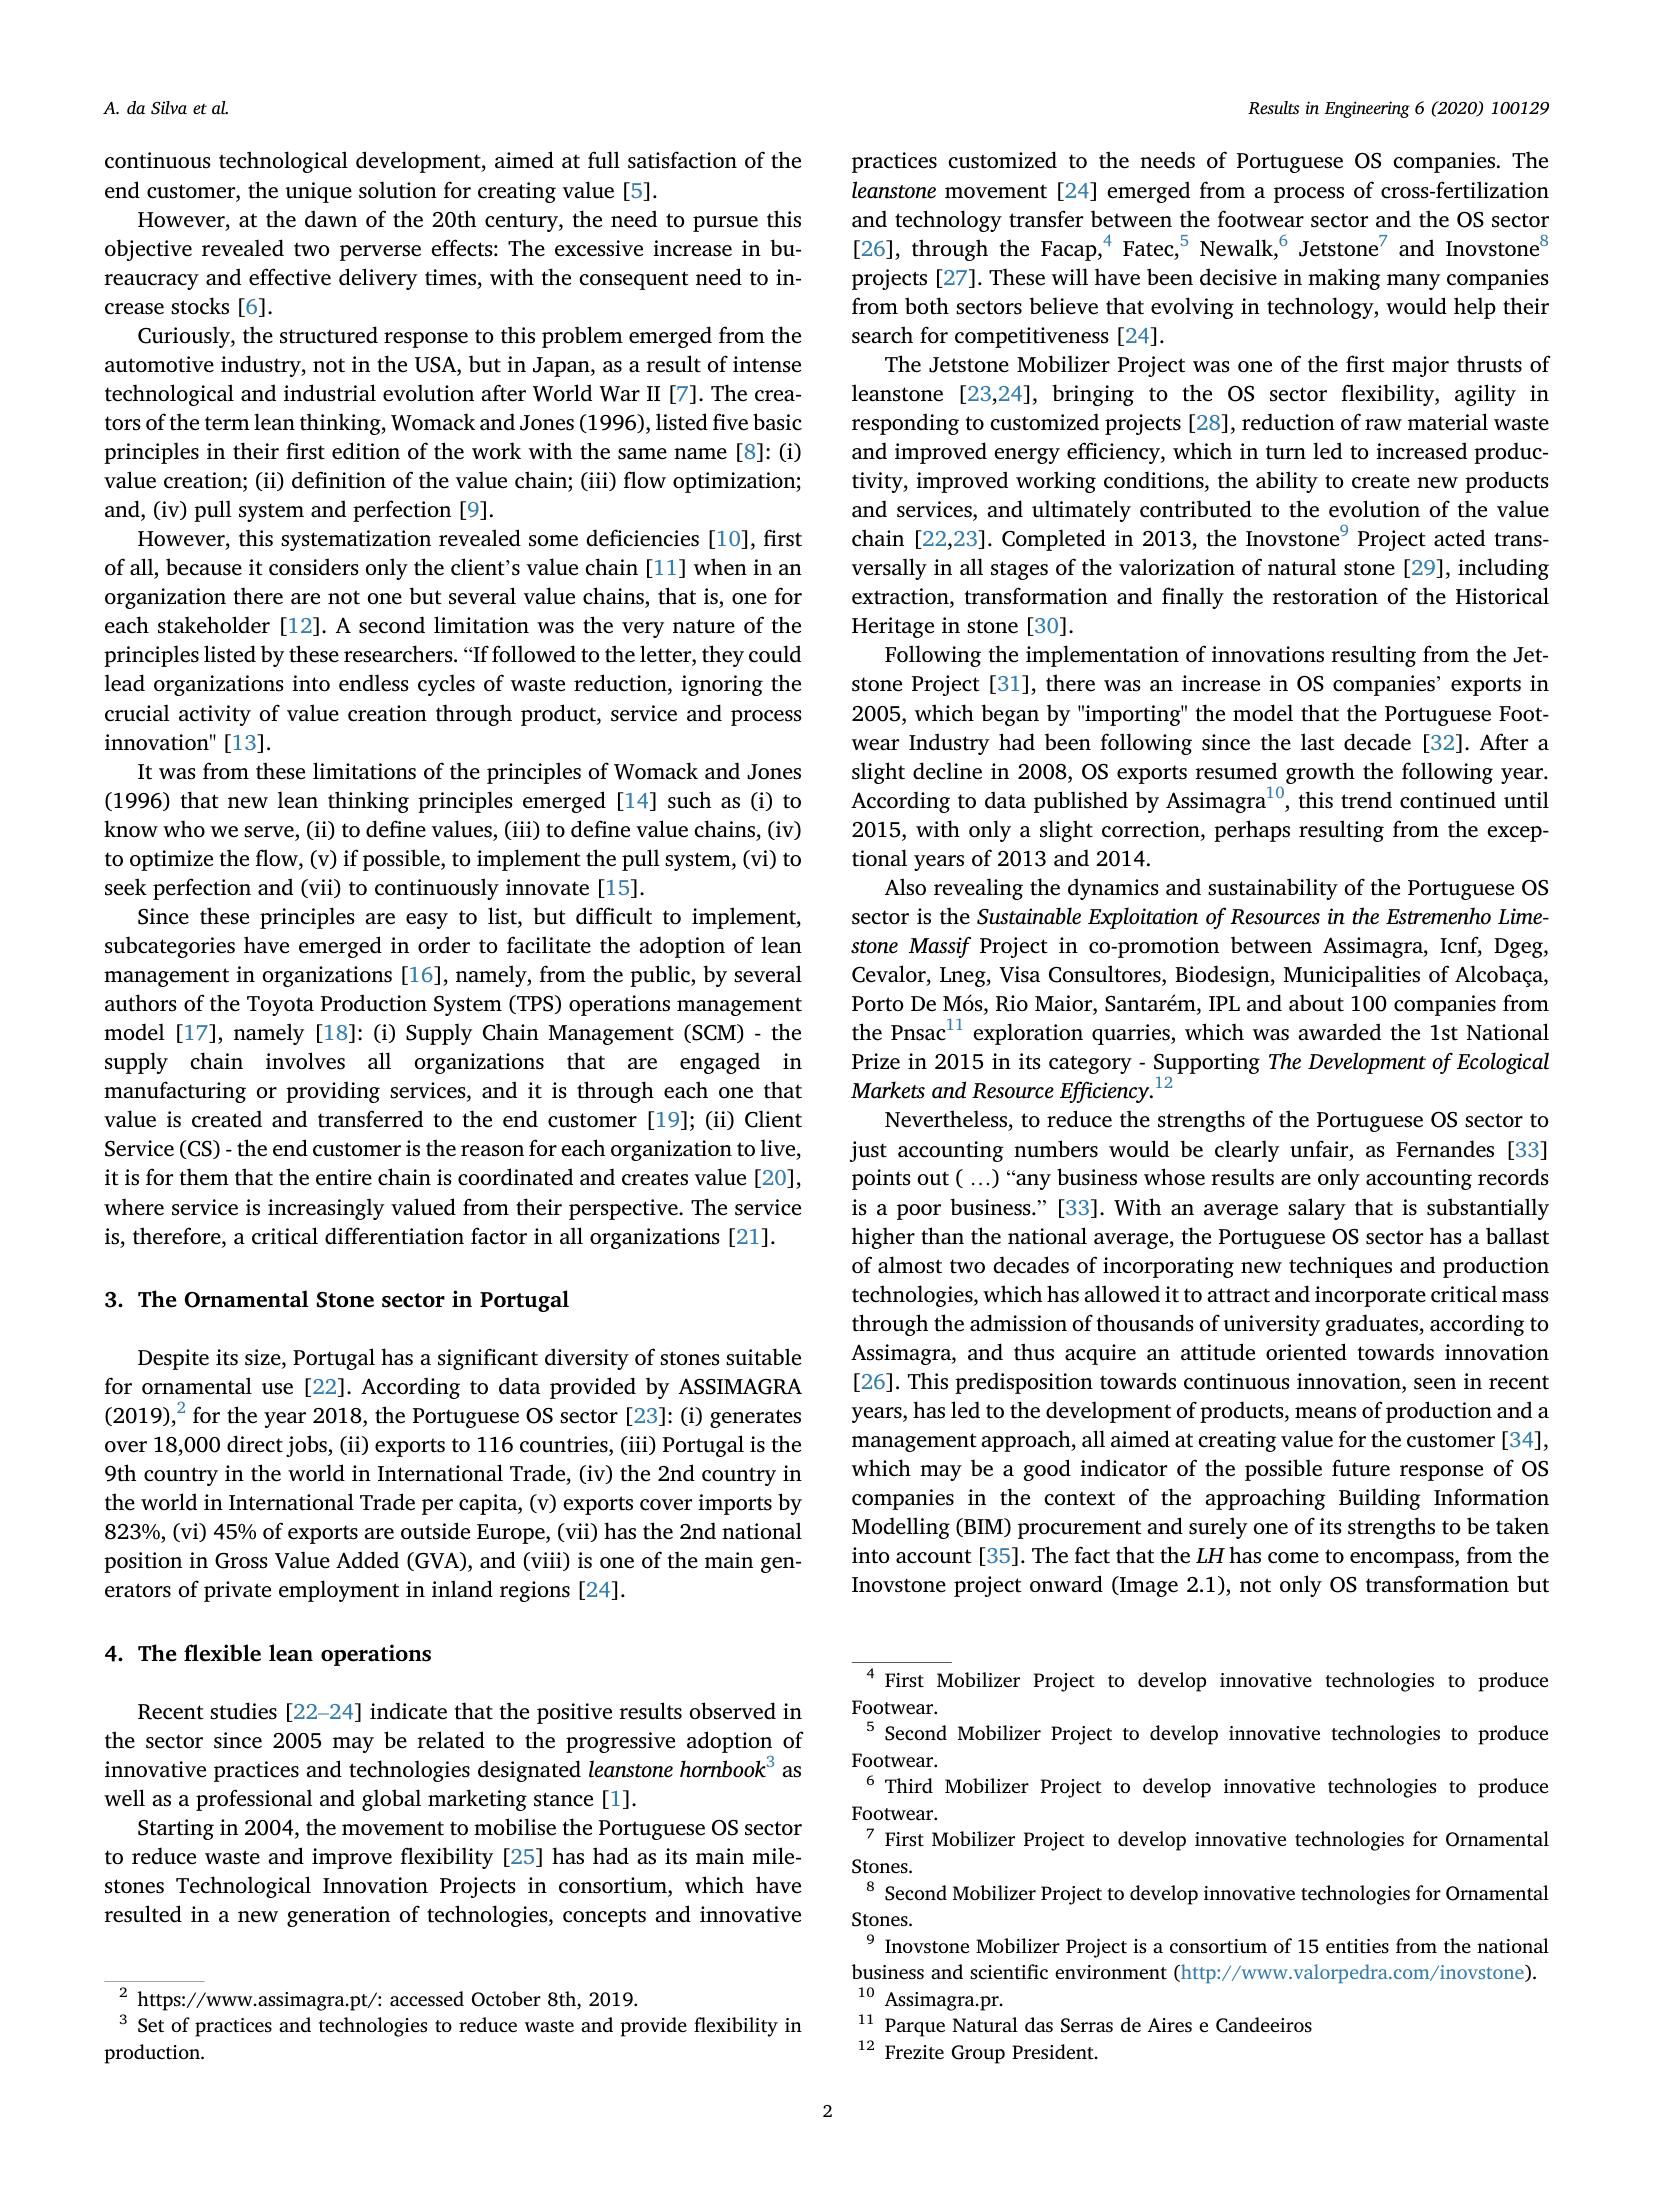 A. da Silva et al.
Results in Engineering 6 (2020) 100129
continuous technological development, aimed at full satisfaction of the
end customer, the unique solution for creating value [5].
However, at the dawn of the 20th century, the need to pursue this
objective revealed two perverse effects: The excessive increase in bu-
reaucracy and effective delivery times, with the consequent need to in-
crease stocks [6].
Curiously, the structured response to this problem emerged from the
automotive industry, not in the USA, but in Japan, as a result of intense
technological and industrial evolution after World War II [7]. The crea-
tors of the term lean thinking, Womack and Jones (1996), listed five basic
principles in their first edition of the work with the same name [8]: (i)
value creation; (ii) definition of the value chain; (iii) flow optimization;
and, (iv) pull system and perfection [9].
However, this systematization revealed some deficiencies [10], first
of all, because it considers only the client’s value chain [11] when in an
organization there are not one but several value chains, that is, one for
each stakeholder [12]. A second limitation was the very nature of the
principles listed by these researchers. “If followed to the letter, they could
lead organizations into endless cycles of waste reduction, ignoring the
crucial activity of value creation through product, service and process
innovation" [13].
It was from these limitations of the principles of Womack and Jones
(1996) that new lean thinking principles emerged [14] such as (i) to
know who we serve, (ii) to define values, (iii) to define value chains, (iv)
to optimize the flow, (v) if possible, to implement the pull system, (vi) to
seek perfection and (vii) to continuously innovate [15].
Since these principles are easy to list, but difficult to implement,
subcategories have emerged in order to facilitate the adoption of lean
management in organizations [16], namely, from the public, by several
authors of the Toyota Production System (TPS) operations management
model [17], namely [18]: (i) Supply Chain Management (SCM) - the
supply chain involves all organizations that are engaged in
manufacturing or providing services, and it is through each one that
value is created and transferred to the end customer [19]; (ii) Client
Service (CS) - the end customer is the reason for each organization to live,
it is for them that the entire chain is coordinated and creates value [20],
where service is increasingly valued from their perspective. The service
is, therefore, a critical differentiation factor in all organizations [21].
3. The Ornamental Stone sector in Portugal
Despite its size, Portugal has a significant diversity of stones suitable
for ornamental use [22]. According to data provided by ASSIMAGRA
(2019),2 for the year 2018, the Portuguese OS sector [23]: (i) generates
over 18,000 direct jobs, (ii) exports to 116 countries, (iii) Portugal is the
9th country in the world in International Trade, (iv) the 2nd country in
the world in International Trade per capita, (v) exports cover imports by
823%, (vi) 45% of exports are outside Europe, (vii) has the 2nd national
position in Gross Value Added (GVA), and (viii) is one of the main gen-
erators of private employment in inland regions [24].
4. The flexible lean operations
Recent studies [22–24] indicate that the positive results observed in
the sector since 2005 may be related to the progressive adoption of
innovative practices and technologies designated leanstone hornbook3 as
well as a professional and global marketing stance [1].
Starting in 2004, the movement to mobilise the Portuguese OS sector
to reduce waste and improve flexibility [25] has had as its main mile-
stones Technological Innovation Projects in consortium, which have
resulted in a new generation of technologies, concepts and innovative
2 https://www.assimagra.pt/: accessed October 8th, 2019.
3 Set of practices and technologies to reduce waste and provide flexibility in
production.
practices customized to the needs of Portuguese OS companies. The
leanstone movement [24] emerged from a process of cross-fertilization
and technology transfer between the footwear sector and the OS sector
[26], through the Facap,4 Fatec,5 Newalk,6 Jetstone7 and Inovstone8
projects [27]. These will have been decisive in making many companies
from both sectors believe that evolving in technology, would help their
search for competitiveness [24].
The Jetstone Mobilizer Project was one of the first major thrusts of
leanstone [23,24], bringing to the OS sector flexibility, agility in
responding to customized projects [28], reduction of raw material waste
and improved energy efficiency, which in turn led to increased produc-
tivity, improved working conditions, the ability to create new products
and services, and ultimately contributed to the evolution of the value
chain [22,23]. Completed in 2013, the Inovstone9 Project acted trans-
versally in all stages of the valorization of natural stone [29], including
extraction, transformation and finally the restoration of the Historical
Heritage in stone [30].
Following the implementation of innovations resulting from the Jet-
stone Project [31], there was an increase in OS companies’ exports in
2005, which began by "importing" the model that the Portuguese Foot-
wear Industry had been following since the last decade [32]. After a
slight decline in 2008, OS exports resumed growth the following year.
According to data published by Assimagra10, this trend continued until
2015, with only a slight correction, perhaps resulting from the excep-
tional years of 2013 and 2014.
Also revealing the dynamics and sustainability of the Portuguese OS
sector is the Sustainable Exploitation of Resources in the Estremenho Lime-
stone Massif Project in co-promotion between Assimagra, Icnf, Dgeg,
Cevalor, Lneg, Visa Consultores, Biodesign, Municipalities of Alcobaça,
Porto De Mós, Rio Maior, Santarém, IPL and about 100 companies from
the Pnsac11 exploration quarries, which was awarded the 1st National
Prize in 2015 in its category - Supporting The Development of Ecological
Markets and Resource Efficiency.12
Nevertheless, to reduce the strengths of the Portuguese OS sector to
just accounting numbers would be clearly unfair, as Fernandes [33]
points out ( …) “any business whose results are only accounting records
is a poor business.” [33]. With an average salary that is substantially
higher than the national average, the Portuguese OS sector has a ballast
of almost two decades of incorporating new techniques and production
technologies, which has allowed it to attract and incorporate critical mass
through the admission of thousands of university graduates, according to
Assimagra, and thus acquire an attitude oriented towards innovation
[26]. This predisposition towards continuous innovation, seen in recent
years, has led to the development of products, means of production and a
management approach, all aimed at creating value for the customer [34],
which may be a good indicator of the possible future response of OS
companies in the context of the approaching Building Information
Modelling (BIM) procurement and surely one of its strengths to be taken
into account [35]. The fact that the LH has come to encompass, from the
Inovstone project onward (Image 2.1), not only OS transformation but
4 First Mobilizer Project to develop innovative technologies to produce
Footwear.
5 Second Mobilizer Project to develop innovative technologies to produce
Footwear.
6 Third Mobilizer Project to develop innovative technologies to produce
Footwear.
7 First Mobilizer Project to develop innovative technologies for Ornamental
Stones.
8 Second Mobilizer Project to develop innovative technologies for Ornamental
Stones.
9 Inovstone Mobilizer Project is a consortium of 15 entities from the national
business and scientific environment (http://www.valorpedra.com/inovstone).
10 Assimagra.pr.
11 Parque Natural das Serras de Aires e Candeeiros
12 Frezite Group President.
2